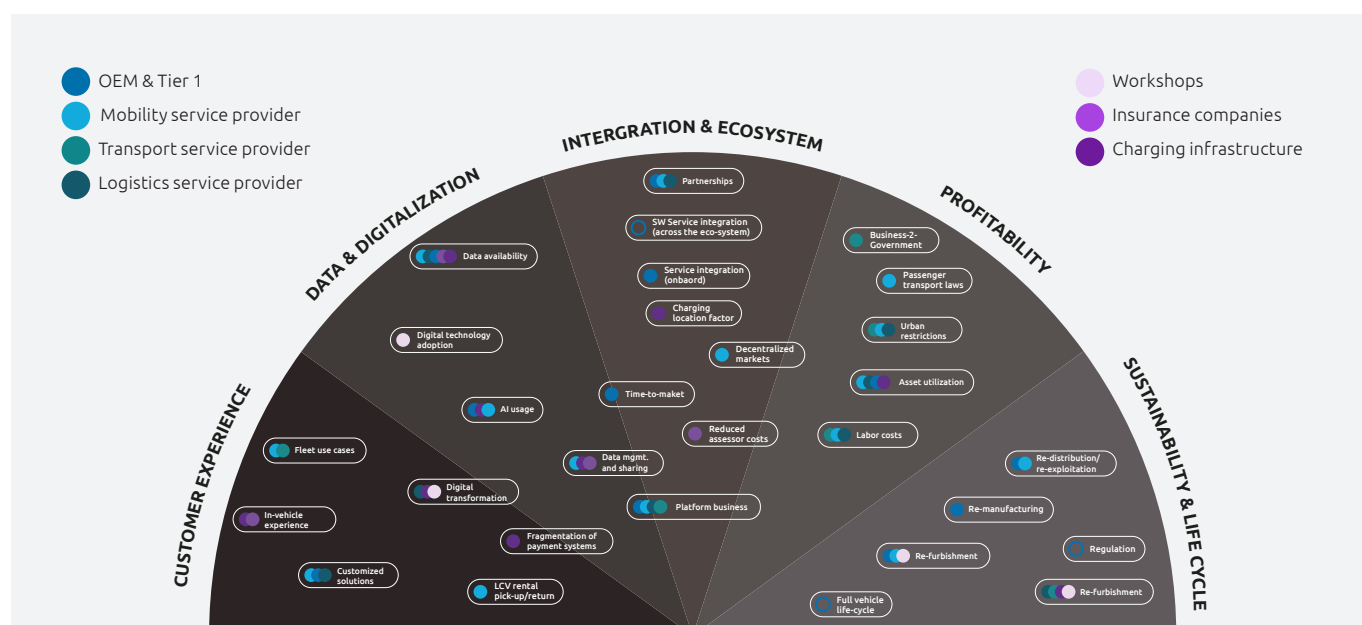 OEM & Tier 1
Mobility service provider
Transport service provider
Logistics service provider
Workshops
Insurance companies
Charging infrastructure
CUSTOMER EXPERIENCE
DATA & DIGITALIZATION
INTERGRATION & ECOSYSTEM
PROFITABILITY
SUSTAINABILITY & LIFE CYCLE
Fleet use cases
In-vehicle
experience
Customized
solutions
LCV rental
pick-up/return
Digital
transformation
Fragmentation of
payment systems
Data availability
Digital technology
adoption
AI usage
Data mgmt.
and sharing
Partnerships
SW Service integration
(across the eco-system)
Service integration
(onbaord)
Charging
location factor
Decentralized
markets
Time-to-maket
Reduced
assessor costs
Platform business
Business-2-
Government
Passenger
transport laws
Urban
restrictions
Asset utilization
Labor costs
Re-distribution/
re-exploitation
Re-manufacturing
Re-furbishment
Regulation
Re-furbishment
Full vehicle
life-cycle